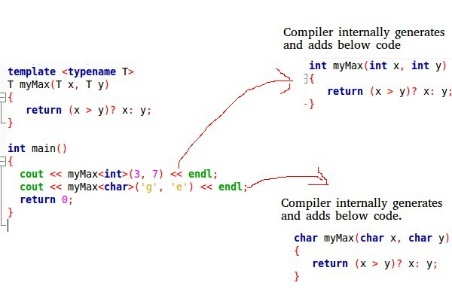 template <typename T>
T myMax(T x, T y)
{
return (x > y)? x: y;
}
int main()
{
cout << myMax<int>(3, 7) << endl;
cout << myMax<char>('g', 'e') << endl;
return 0;
}
Compiler internally generates
and adds below code
int myMax(int x, int y)
{
return (x > y)? x: y;
}
Compiler internally generates
and adds below code.
char myMax(char x, char y)
{
return (x > y)? x: y;
}